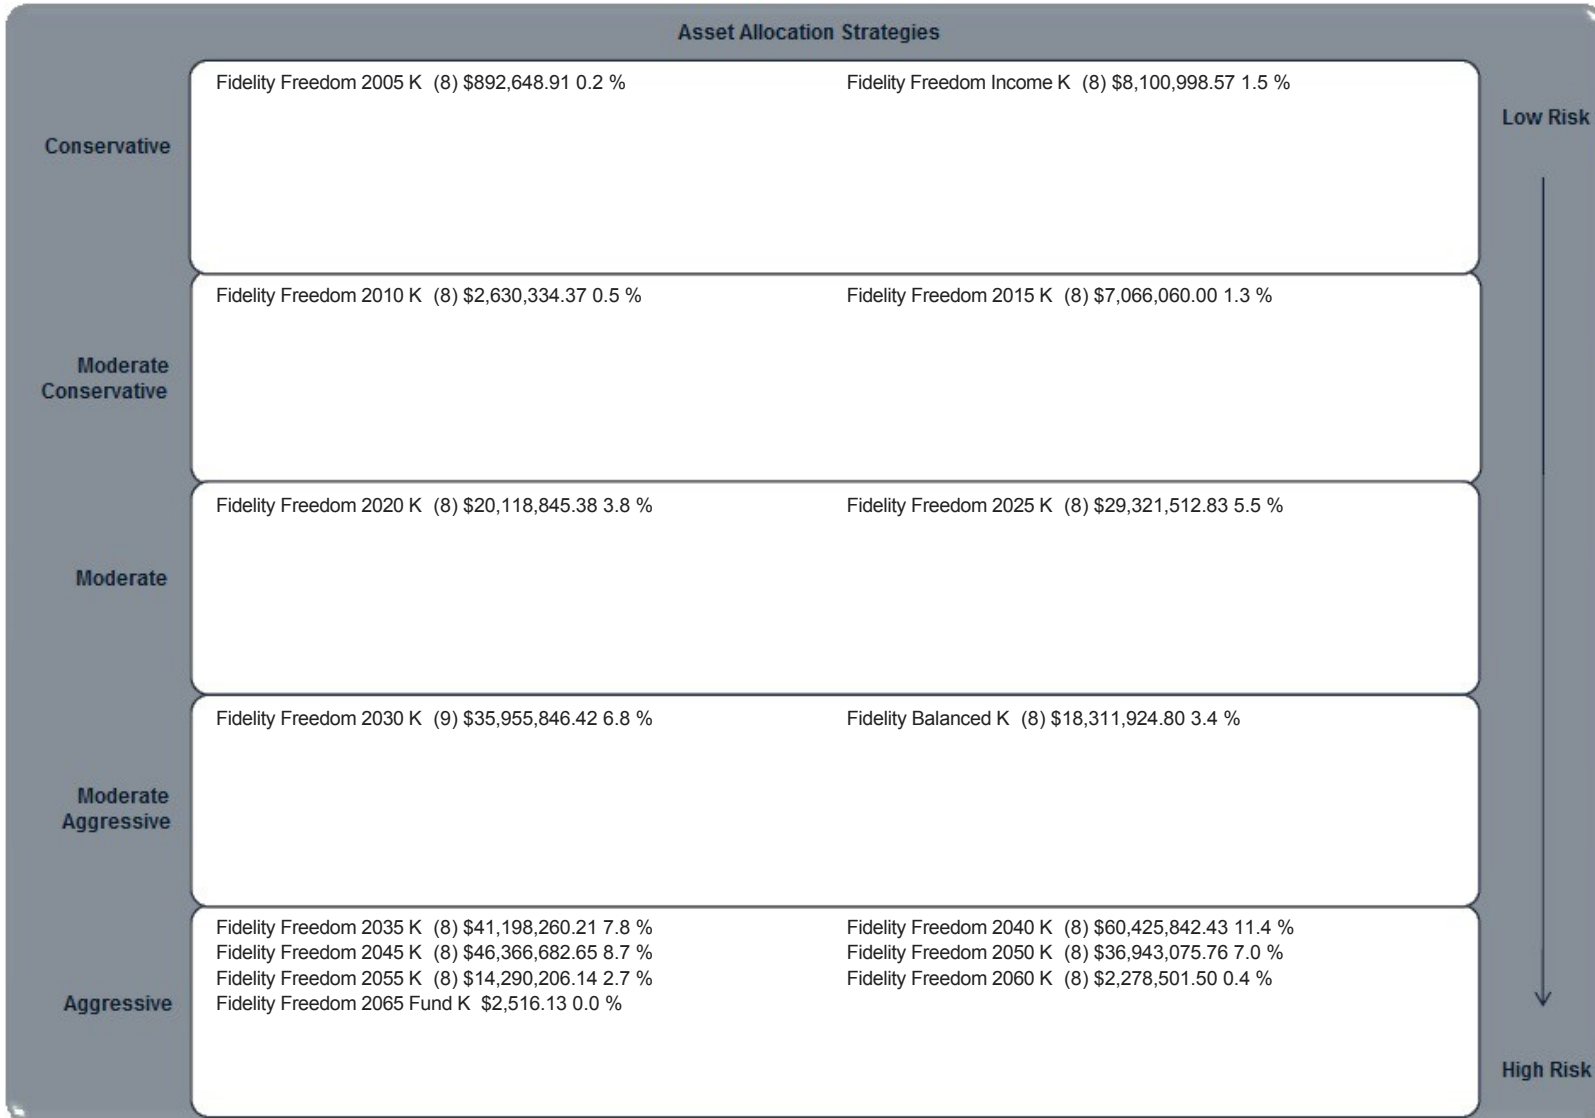 Asset Allocation Strategies
Conservative
Fidelity Freedom 2005 K (8) $892,648.91 0.2 %
Fidelity Freedom Income K (8) $8,100,998.57 1.5 %
Low Risk
Moderate
Conservative
Fidelity Freedom 2010 K (8) $2,630,334.37 0.5 %
Fidelity Freedom 2015 K (8) $7,066,060.00 1.3 %
Moderate
Fidelity Freedom 2020 K (8) $20,118,845.38 3.8 %
Fidelity Freedom 2025 K (8) $29,321,512.83 5.5 %
Moderate
Aggressive
Fidelity Freedom 2030 K (9) $35,955,846.42 6.8 %
Fidelity Balanced K (8) $18,311,924.80 3.4 %
Aggressive
Fidelity Freedom 2035 K (8) $41,198,260.21 7.8 %
Fidelity Freedom 2040 K (8) $60,425,842.43 11.4 %
Fidelity Freedom 2045 K (8) $46,366,682.65 8.7 %
Fidelity Freedom 2050 K (8) $36,943,075.76 7.0 %
Fidelity Freedom 2055 K (8) $14,290,206.14 2.7 %
Fidelity Freedom 2060 K (8) $2,278,501.50 0.4 %
Fidelity Freedom 2065 Fund K $2,516.13 0.0 %
High Risk